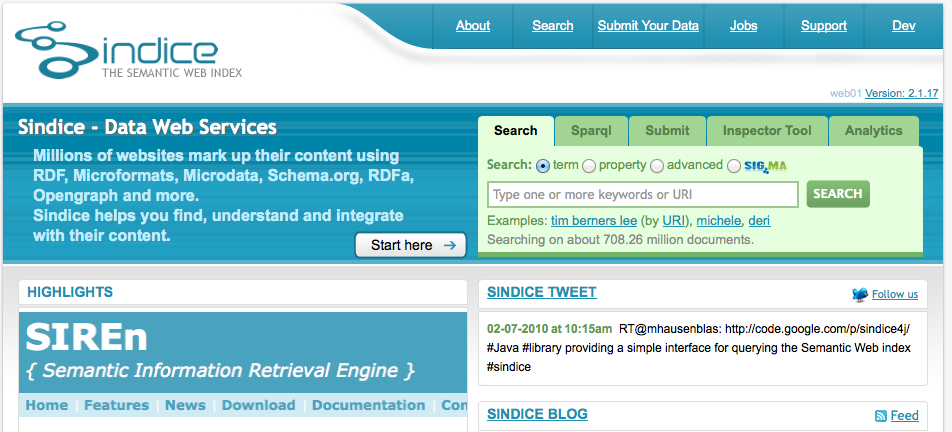 About
Search
Submit Your Data
Jobs
Support
Dev
sindice
THE SEMANTIC WEB INDEX
web01 Version: 2.1.17
Sindice - Data Web Services
Millions of websites mark up their content using
RDF, Microformats, Microdata, Schema.org, RDFa,
Opengraph and more.
Sindice helps you find, understand and integrate
with their content.
Start here
Search
Sparql
Submit
Inspector Tool
Analytics
Search: term property advanced SIG.MA
Type one or more keywords or URI
SEARCH
Examples: tim berners lee (by URI), michele, deri
Searching on about 708.26 million documents.
HIGHLIGHTS
SIREn
{ Semantic Information Retrieval Engine }
Home | Features | News | Download | Documentation | Con
SINDICE TWEET
Follow us
02-07-2010 at 10:15am RT@mhausenblas: http://code.google.com/p/sindice4j/
#Java #library providing a simple interface for querying the Semantic Web index
#sindice
SINDICE BLOG
Feed